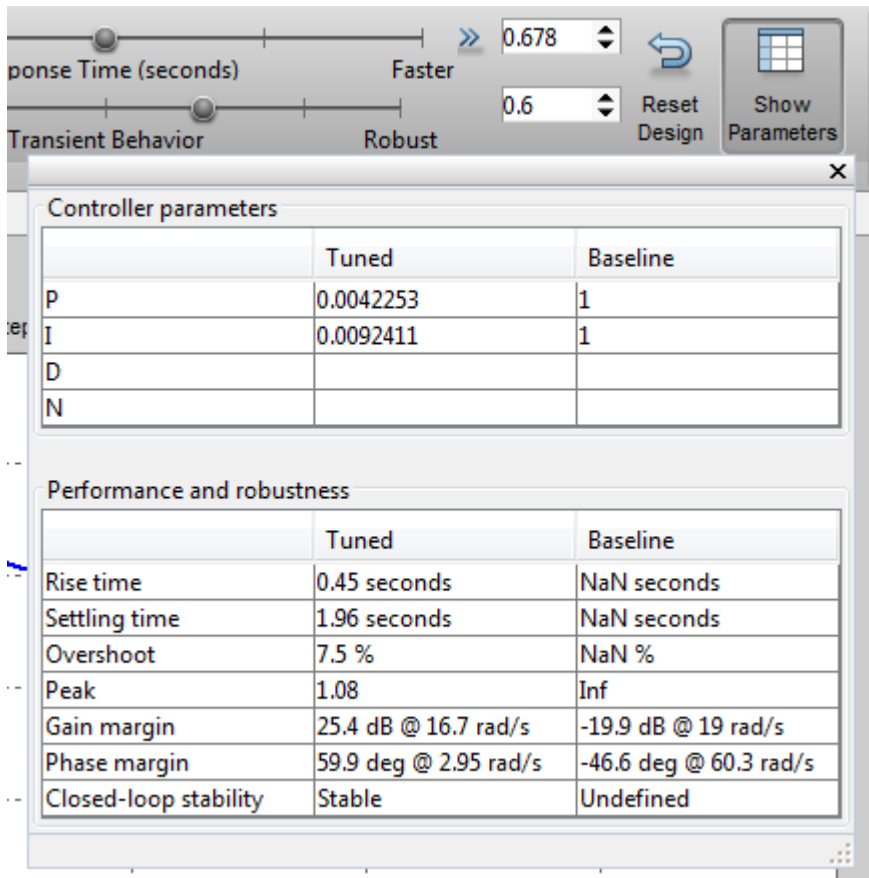 0.678
ponse Time (seconds) Faster
0.6
Reset Design
Show Parameters
Transient Behavior Robust
Controller parameters
Tuned Baseline
P 0.0042253 1
I 0.0092411 1
D
N
tep
Performance and robustness
Tuned Baseline
Rise time 0.45 seconds NaN seconds
Settling time 1.96 seconds NaN seconds
Overshoot 7.5 % NaN %
Peak 1.08 Inf
Gain margin 25.4 dB @ 16.7 rad/s -19.9 dB @ 19 rad/s
Phase margin 59.9 deg @ 2.95 rad/s -46.6 deg @ 60.3 rad/s
Closed-loop stability Stable Undefined